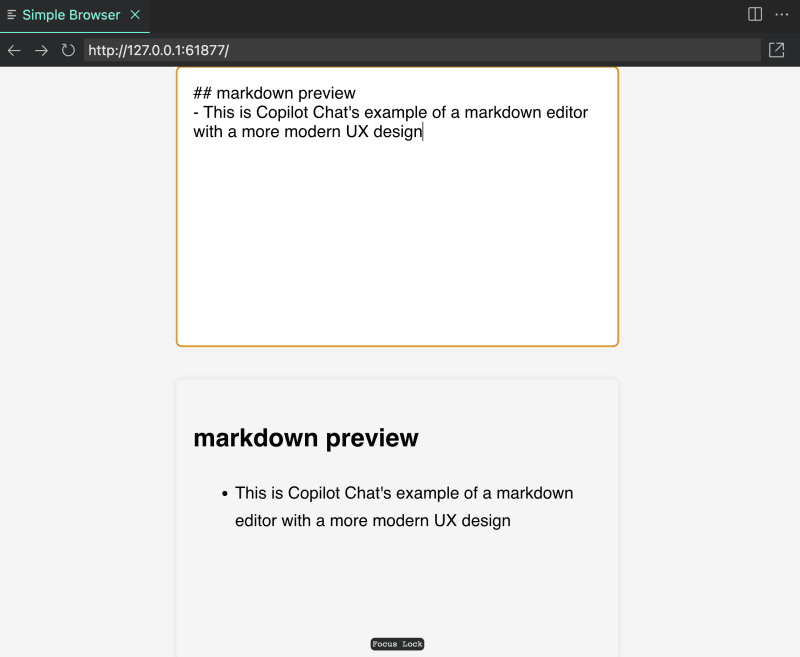 Simple Browser
http://127.0.0.1:61877/
## markdown preview
- This is Copilot Chat's example of a markdown editor
with a more modern UX design
markdown preview
• This is Copilot Chat's example of a markdown
editor with a more modern UX design
Focus Lock